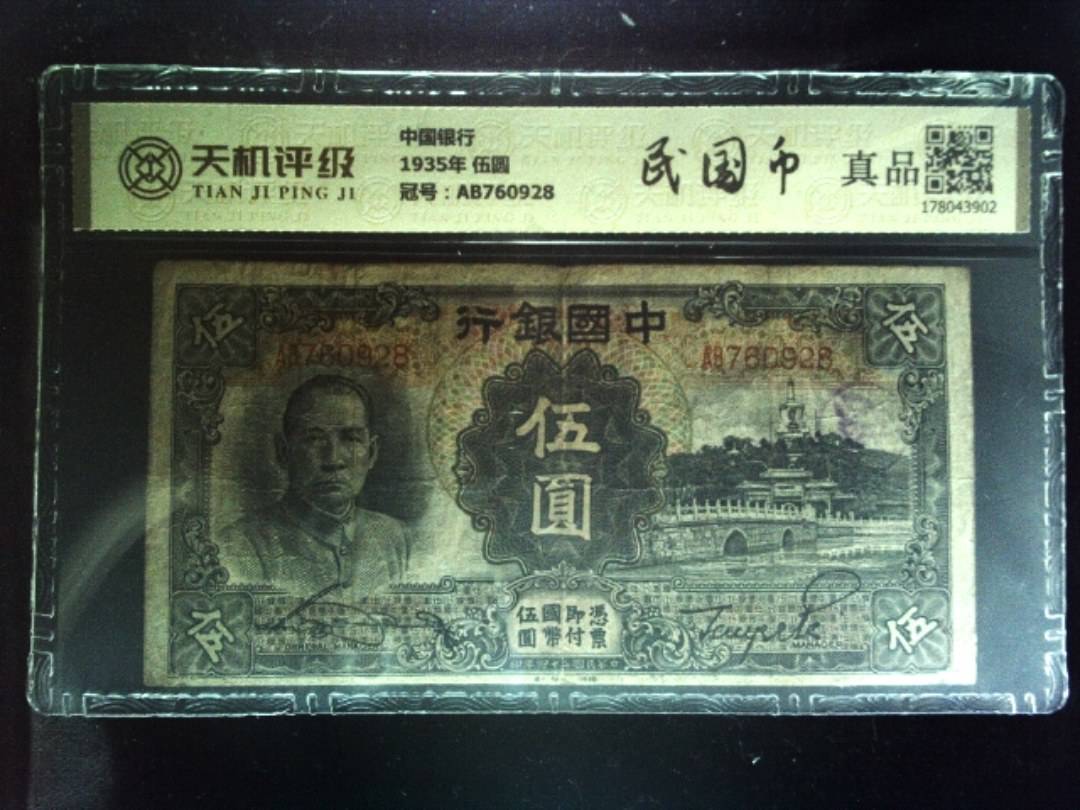 天机评级
TIAN JI PING JI
中国银行
1935年 伍圆
冠号：AB760928
民国币
真品
178043902
行銀國中
伍
伍
AB760928
AB760928
伍
圓
憑票
即付
國幣
伍圓
伍
伍
MANAGER